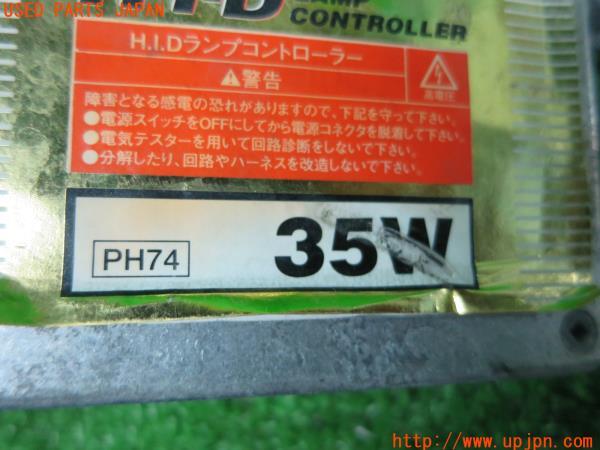 USED PARTS JAPAN
LAMP
CONTROLLER
H.I.Dランプコントローラー
⚠警告
高電圧
障害となる感電の恐れがありますので、下記を守って下さい。
●電源スイッチをOFFにしてから電源コネクタを脱着して下さい。
●電気テスターを用いて回路診断をしないで下さい。
●分解したり、回路やハーネスを改造しないで下さい。
PH74
35W
http://www.upjpn.com/